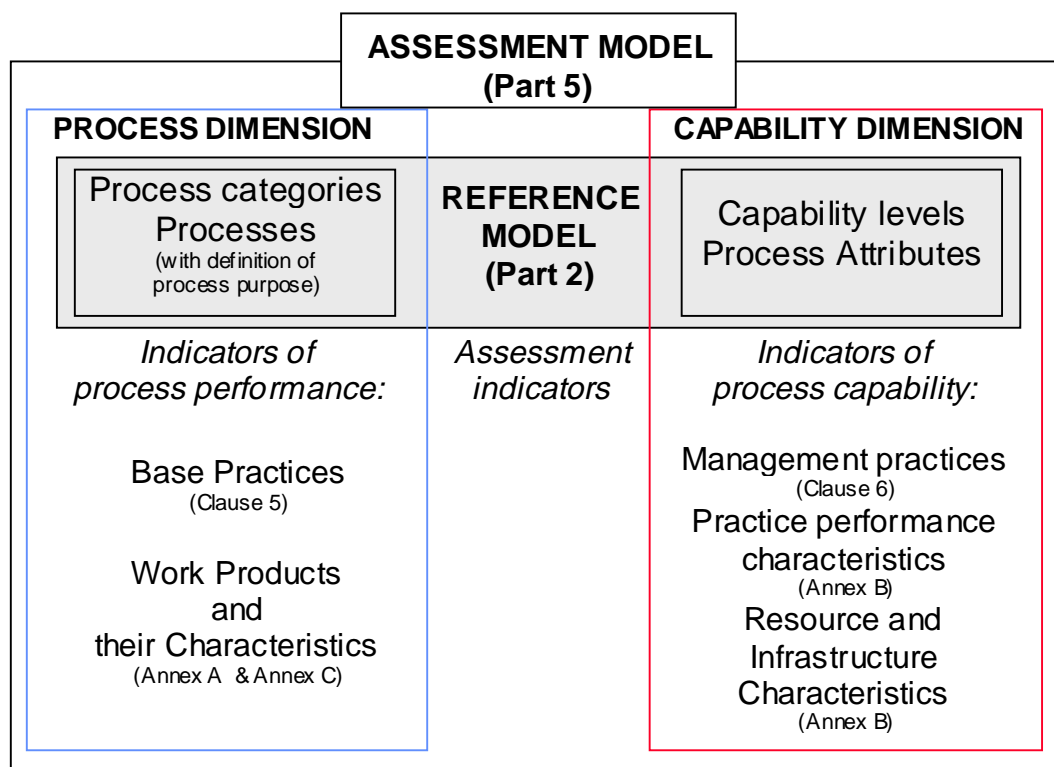 ASSESSMENT MODEL
(Part 5)
PROCESS DIMENSION
Process categories
Processes
(with definition of
process purpose)
REFERENCE
MODEL
(Part 2)
CAPABILITY DIMENSION
Capability levels
Process Attributes
Indicators of
process performance:
Base Practices
(Clause 5)
Work Products
and
their Characteristics
(Annex A & Annex C)
Assessment
indicators
Indicators of
process capability:
Management practices
(Clause 6)
Practice performance
characteristics
(Annex B)
Resource and
Infrastructure
Characteristics
(Annex B)